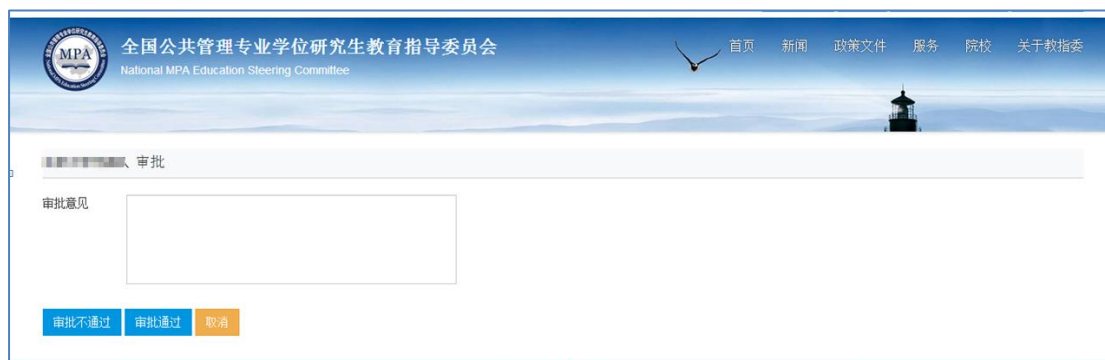 MPA
全国公共管理专业学位研究生教育指导委员会
National MPA Education Steering Committee
首页 新闻 政策文件 服务 院校 关于教指委
审批
审批意见
审批不通过 审批通过 取消